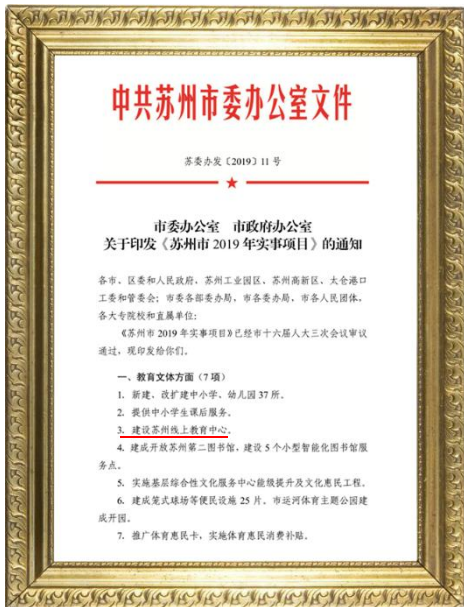 中共苏州市委办公室文件
苏委办发〔2019〕11 号
市委办公室　市政府办公室
关于印发《苏州市 2019 年实事项目》的通知
各市、区委和人民政府，苏州工业园区、苏州高新区、太仓港口
工委和管委会；市委各部委办局，市各委办局，市各人民团体，
各大专院校和直属单位：
《苏州市 2019 年实事项目》已经市十六届人大三次会议审议
通过，现印发给你们。
一、教育文体方面（7 项）
1. 新建、改扩建中小学、幼儿园 37 所。
2. 提供中小学生课后服务。
3. 建设苏州线上教育中心。
4. 建成开放苏州第二图书馆，建设 5 个小型智能化图书馆服
务点。
5. 实施基层综合性文化服务中心能级提升及文化惠民工程。
6. 建成笼式球场等便民设施 25 片。市运河体育主题公园建
成开园。
7. 推广体育惠民卡，实施体育惠民消费补贴。